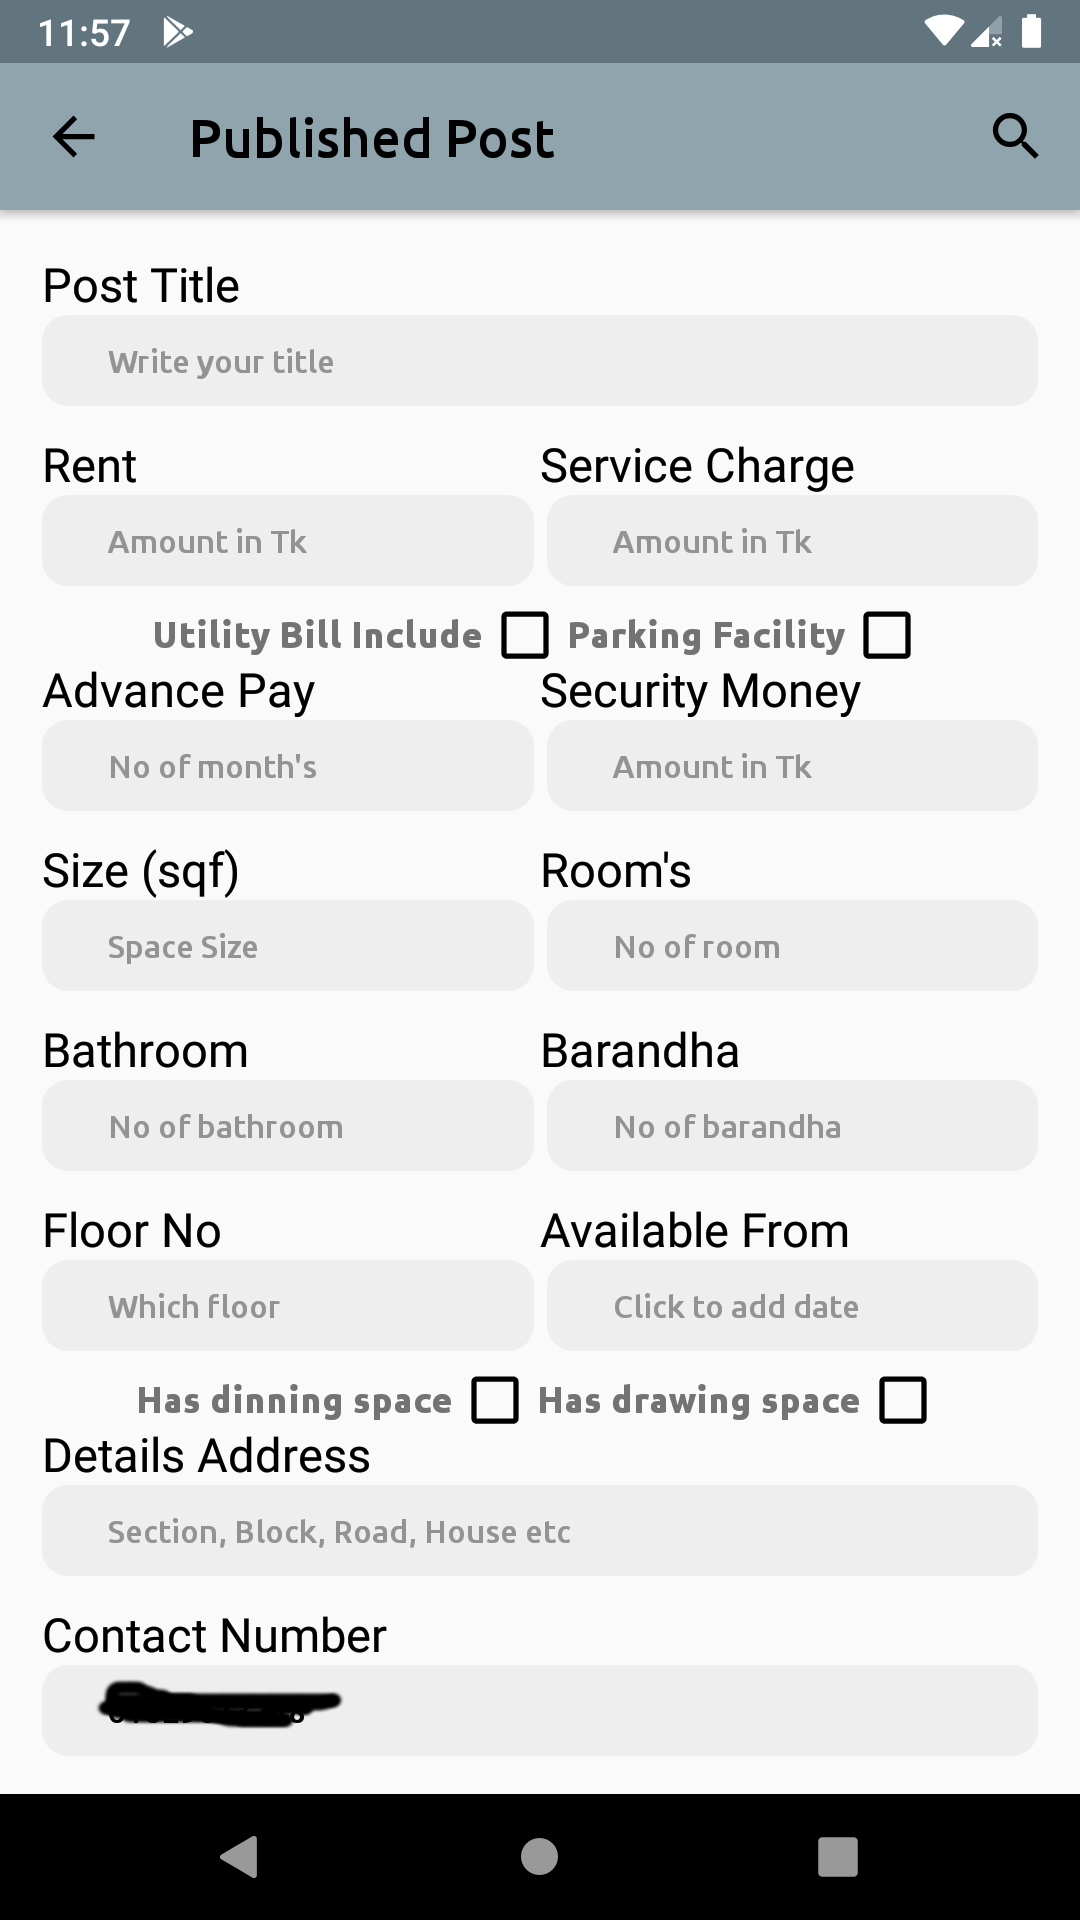 11:57
Published Post
Post Title
Write your title
Rent Service Charge
Amount in Tk Amount in Tk
Utility Bill Include Parking Facility
Advance Pay Security Money
No of month's Amount in Tk
Size (sqf) Room's
Space Size No of room
Bathroom Barandha
No of bathroom No of barandha
Floor No Available From
Which floor Click to add date
Has dinning space Has drawing space
Details Address
Section, Block, Road, House etc
Contact Number